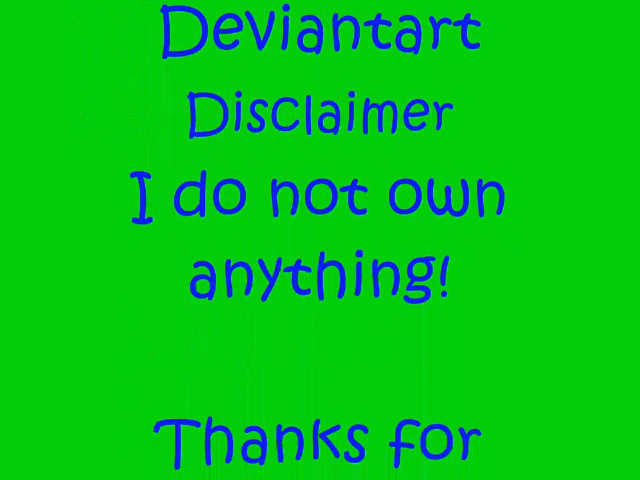 Deviantart
Disclaimer
I do not own
anything!
Thanks for